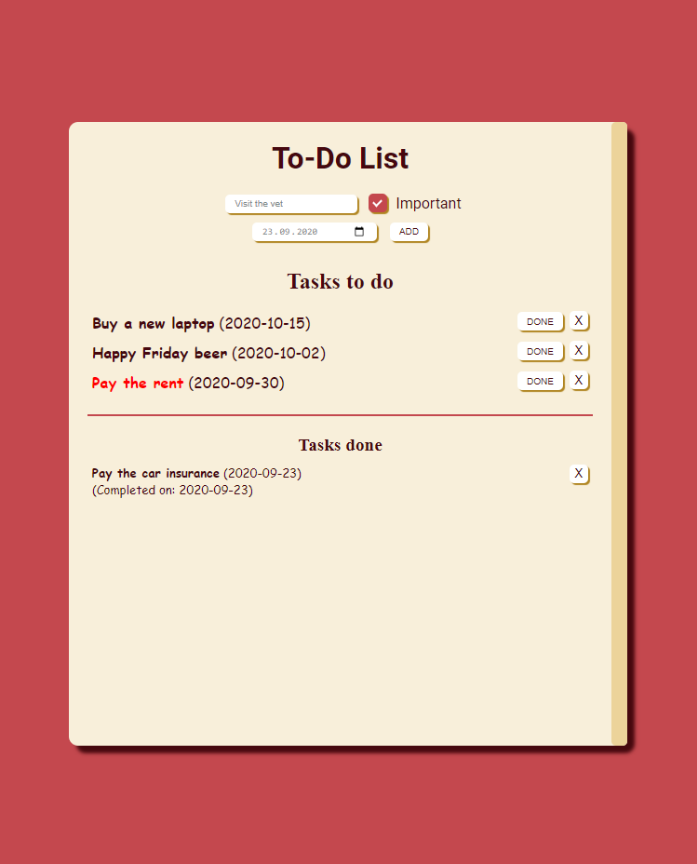 To-Do List
Visit the vet Important
23.09.2020 ADD
Tasks to do
Buy a new laptop (2020-10-15) DONE X
Happy Friday beer (2020-10-02) DONE X
Pay the rent (2020-09-30) DONE X
Tasks done
Pay the car insurance (2020-09-23) X
(Completed on: 2020-09-23)